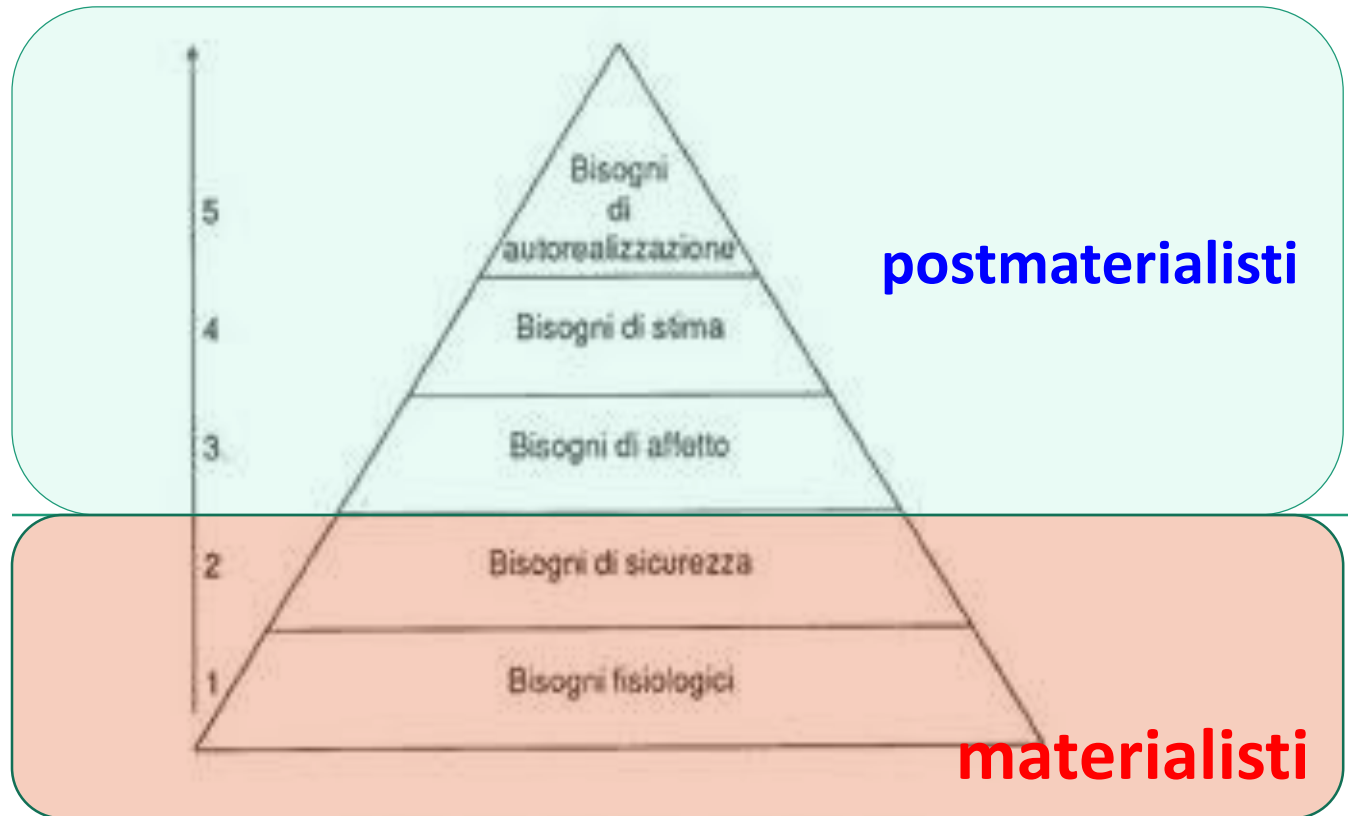 Bisogni
di
autorealizzazione
5
postmaterialisti
Bisogni di stima
4
Bisogni di affetto
3
Bisogni di sicurezza
2
Bisogni fisiologici
1
materialisti